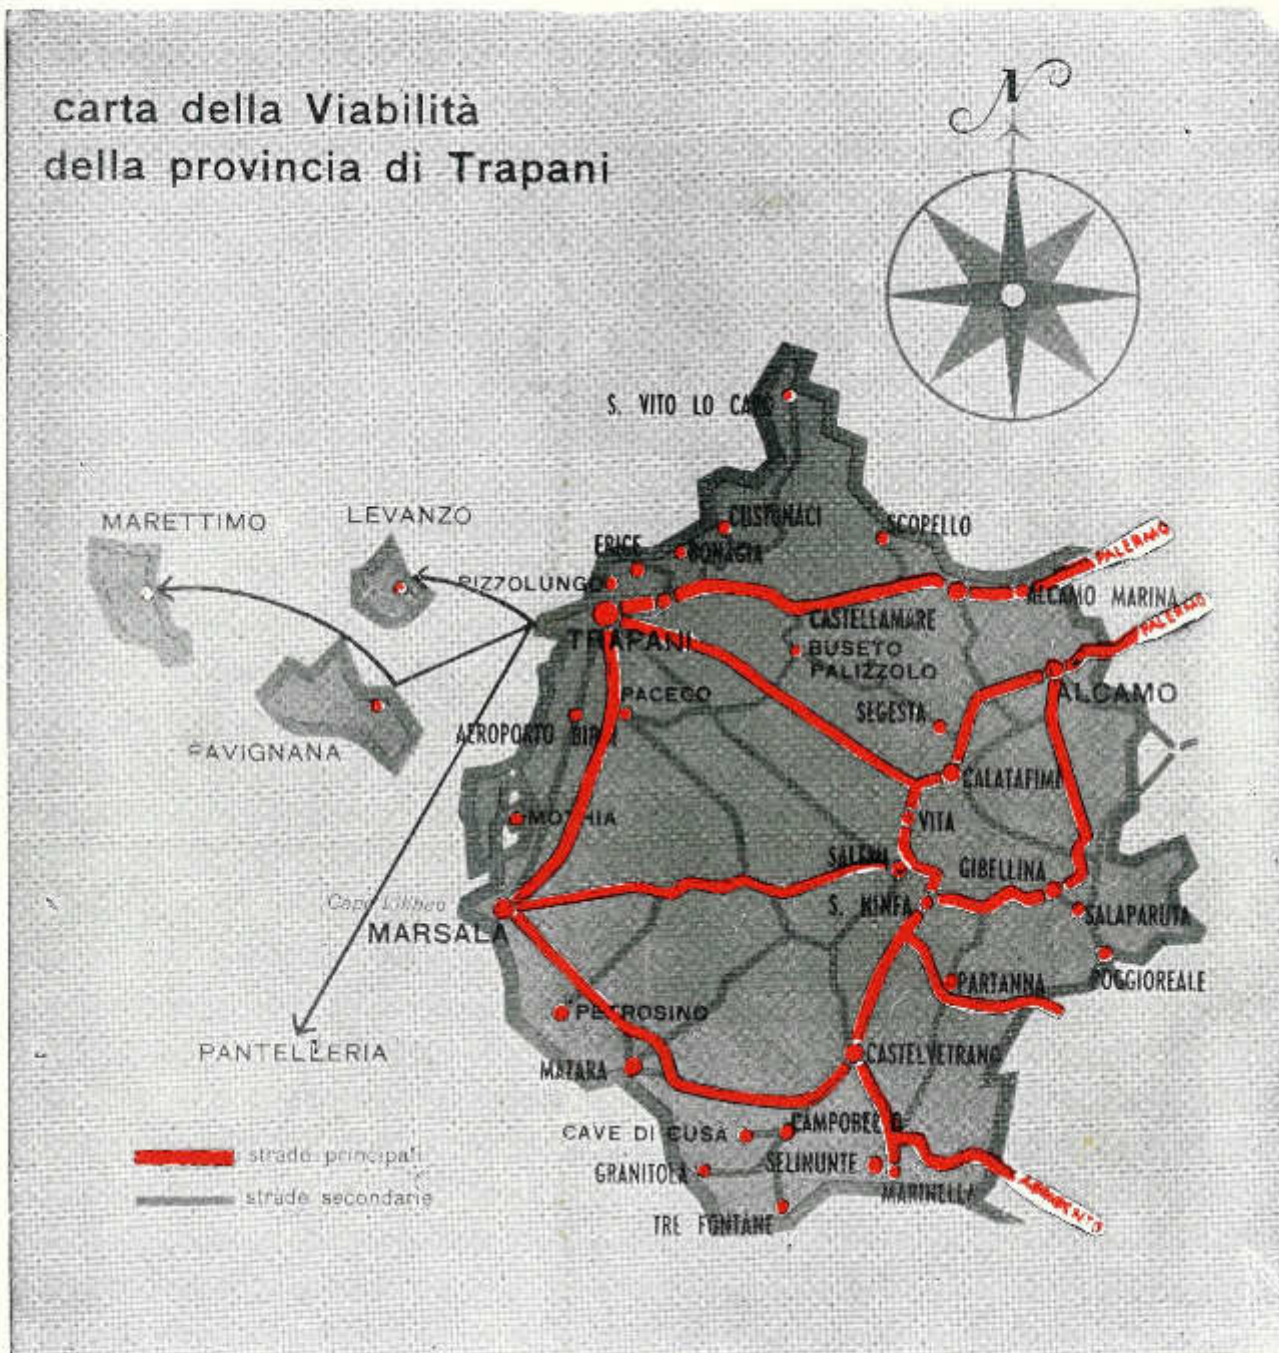 carta della Viabilità
della provincia di Trapani
N
S. VITO LO CAPO
MARETTIMO
LEVANZO
CUSTONACI
SCOPELLO
ERICE
BONAGIA
PALERMO
PIZZOLUNGO
ALCAMO MARINA
CASTELLAMARE
PALERMO
TRAPANI
BUSETO
PALIZZOLO
ALCAMO
PACECO
SEGESTA
AEROPORTO BIRGI
FAVIGNANA
CALATAFIMI
MOTHIA
VITA
SALEMI
GIBELLINA
Capo Lilibeo
S. NINFA
SALAPARUTA
MARSALA
PARTANNA
POGGIOREALE
PETROSINO
PANTELLERIA
CASTELVETRANO
MAZARA
CAVE DI CUSA
CAMPOBELLO
strade principali
GRANITOLA
SELINUNTE
MARINELLA
strade secondarie
AGRIGENTO
TRE FONTANE